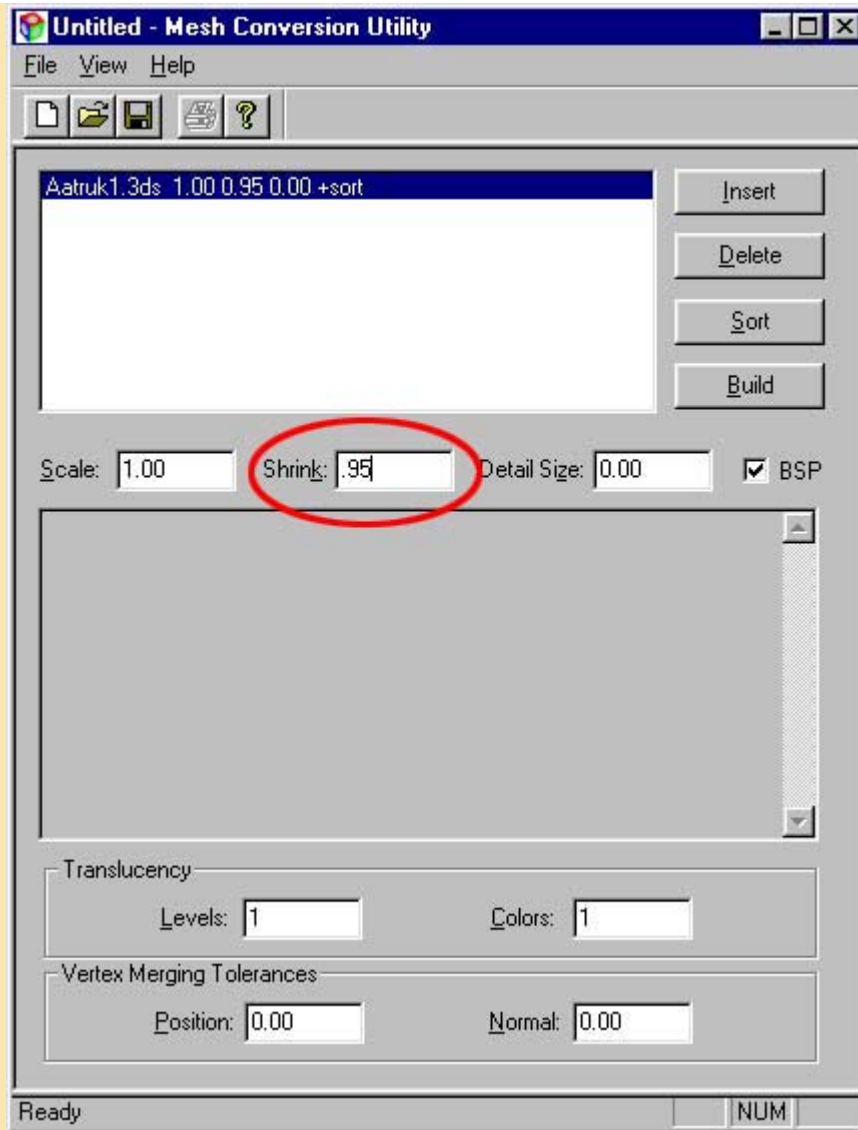 Untitled - Mesh Conversion Utility
File View Help
Aatruk1.3ds 1.00 0.95 0.00 +sort
Insert
Delete
Sort
Build
Scale: 1.00 Shrink: .95 Detail Size: 0.00 BSP
Translucency
Levels: 1 Colors: 1
Vertex Merging Tolerances
Position: 0.00 Normal: 0.00
Ready NUM